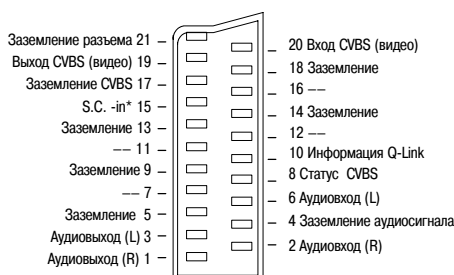 Заземление разъема 21 –
Выход CVBS (видео) 19 –
Заземление CVBS 17 –
S.C. -in* 15 –
Заземление 13 –
–– 11 –
Заземление 9 –
–– 7 –
Заземление 5 –
Аудиовыход (L) 3 –
Аудиовыход (R) 1 –
– 20 Вход CVBS (видео)
– 18 Заземление
– 16 ––
– 14 Заземление
– 12 ––
– 10 Информация Q-Link
– 8 Статус CVBS
– 6 Аудиовход (L)
– 4 Заземление аудиосигнала
– 2 Аудиовход (R)